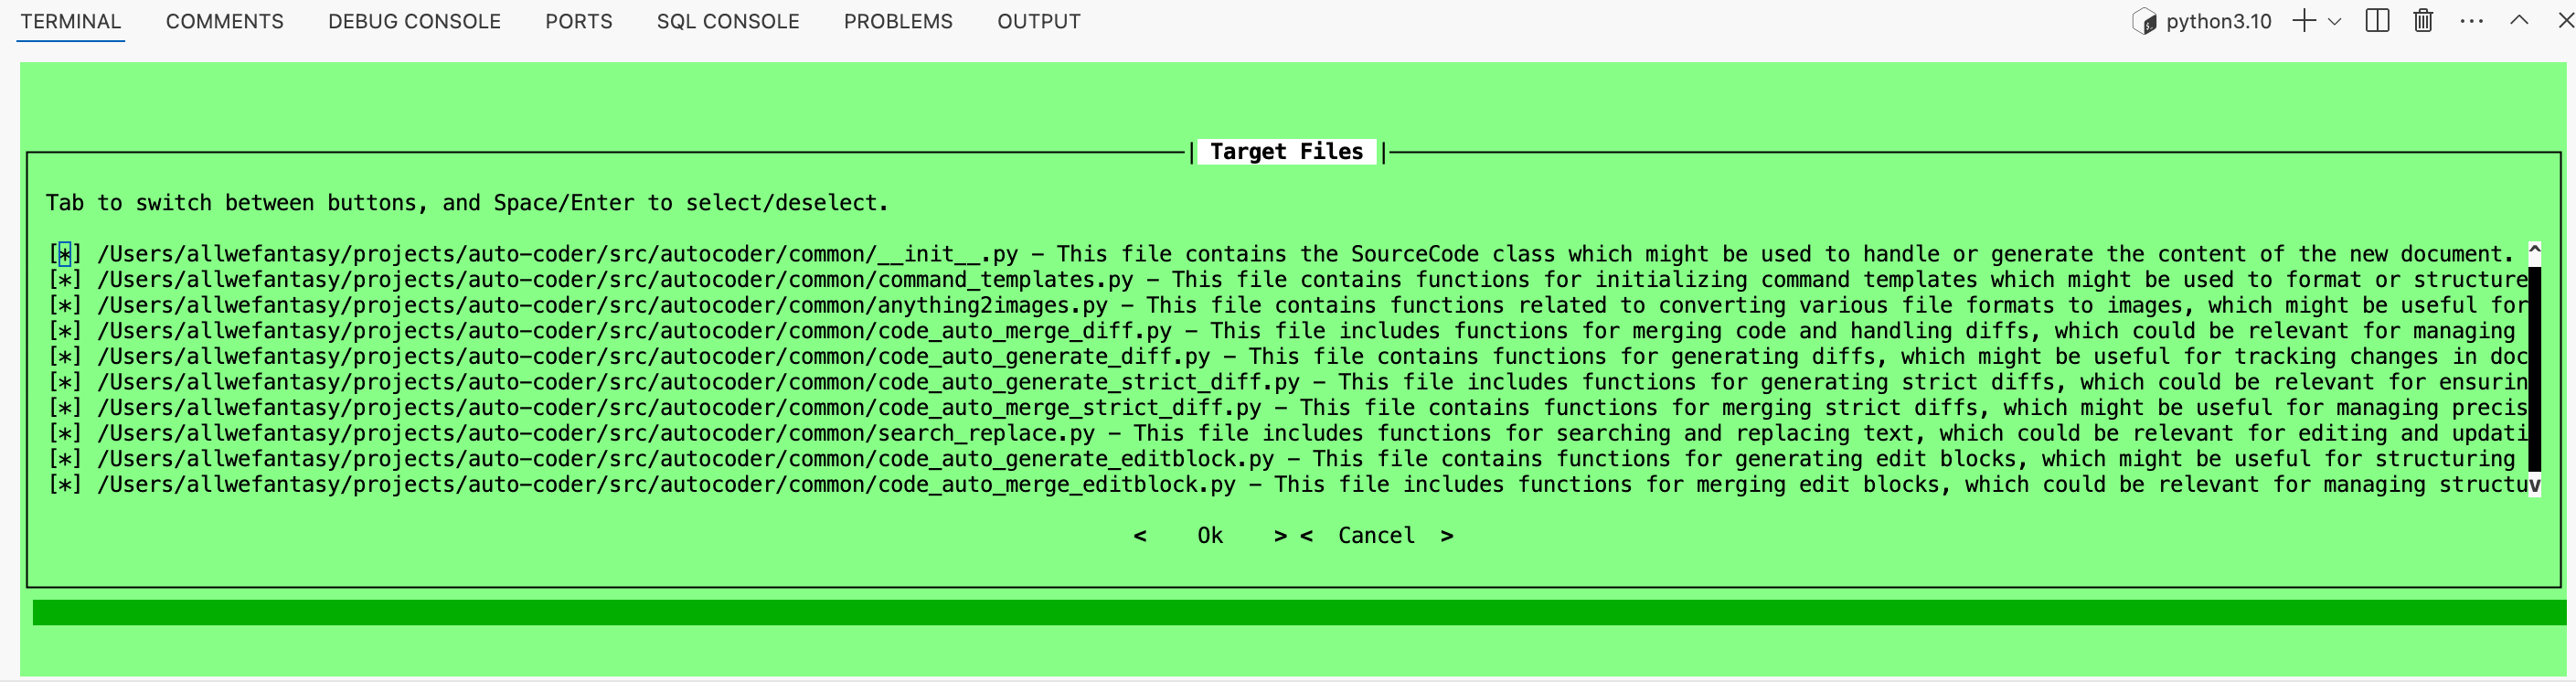 TERMINAL COMMENTS DEBUG CONSOLE PORTS SQL CONSOLE PROBLEMS OUTPUT python3.10
Target Files
Tab to switch between buttons, and Space/Enter to select/deselect.
[*] /Users/allwefantasy/projects/auto-coder/src/autocoder/common/__init__.py – This file contains the SourceCode class which might be used to handle or generate the content of the new document. ^
[*] /Users/allwefantasy/projects/auto-coder/src/autocoder/common/command_templates.py – This file contains functions for initializing command templates which might be used to format or structure
[*] /Users/allwefantasy/projects/auto-coder/src/autocoder/common/anything2images.py – This file contains functions related to converting various file formats to images, which might be useful for
[*] /Users/allwefantasy/projects/auto-coder/src/autocoder/common/code_auto_merge_diff.py – This file includes functions for merging code and handling diffs, which could be relevant for managing
[*] /Users/allwefantasy/projects/auto-coder/src/autocoder/common/code_auto_generate_diff.py – This file contains functions for generating diffs, which might be useful for tracking changes in doc
[*] /Users/allwefantasy/projects/auto-coder/src/autocoder/common/code_auto_generate_strict_diff.py – This file includes functions for generating strict diffs, which could be relevant for ensurin
[*] /Users/allwefantasy/projects/auto-coder/src/autocoder/common/code_auto_merge_strict_diff.py – This file contains functions for merging strict diffs, which might be useful for managing precis
[*] /Users/allwefantasy/projects/auto-coder/src/autocoder/common/search_replace.py – This file includes functions for searching and replacing text, which could be relevant for editing and updati
[*] /Users/allwefantasy/projects/auto-coder/src/autocoder/common/code_auto_generate_editblock.py – This file contains functions for generating edit blocks, which might be useful for structuring
[*] /Users/allwefantasy/projects/auto-coder/src/autocoder/common/code_auto_merge_editblock.py – This file includes functions for merging edit blocks, which could be relevant for managing structu v
< Ok > < Cancel >